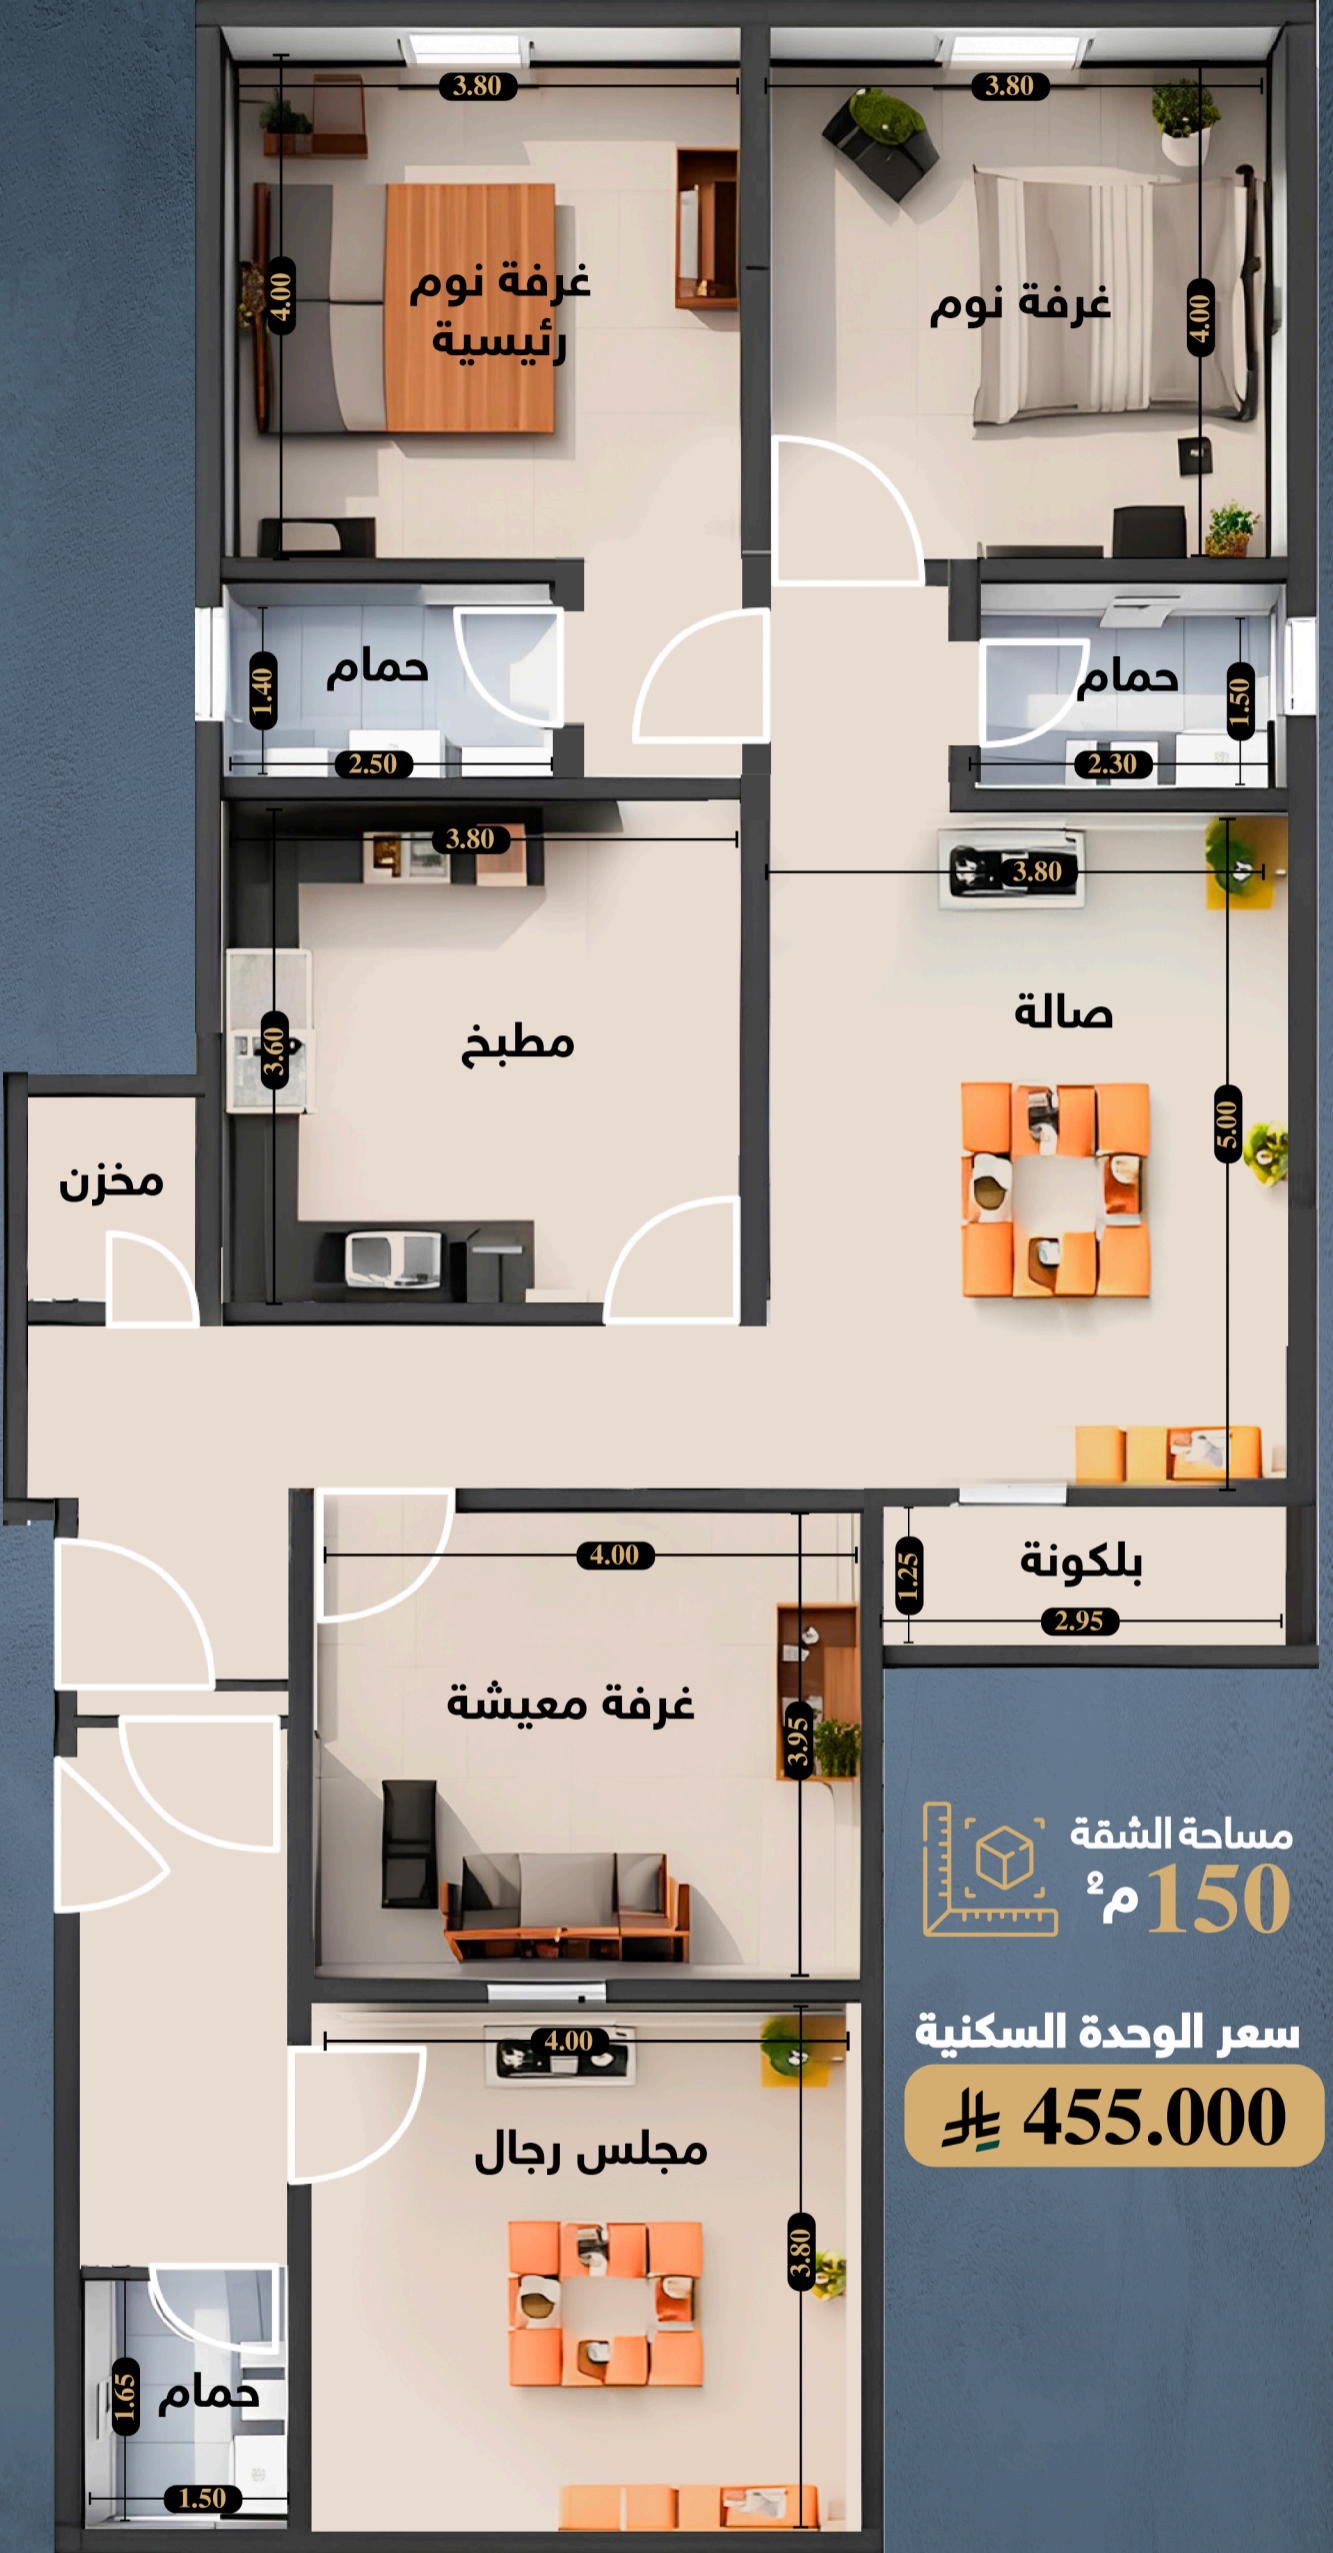 3.80
3.80
4.00
غرفة نوم
رئيسية
غرفة نوم
4.00
حمام
1.40
2.50
حمام
1.50
2.30
3.80
3.80
صالة
مطبخ
3.60
5.00
مخزن
4.00
بلكونة
1.25
2.95
غرفة معيشة
3.95
مساحة الشقة
150 م²
سعر الوحدة السكنية
455.000
4.00
مجلس رجال
3.80
حمام
1.65
1.50